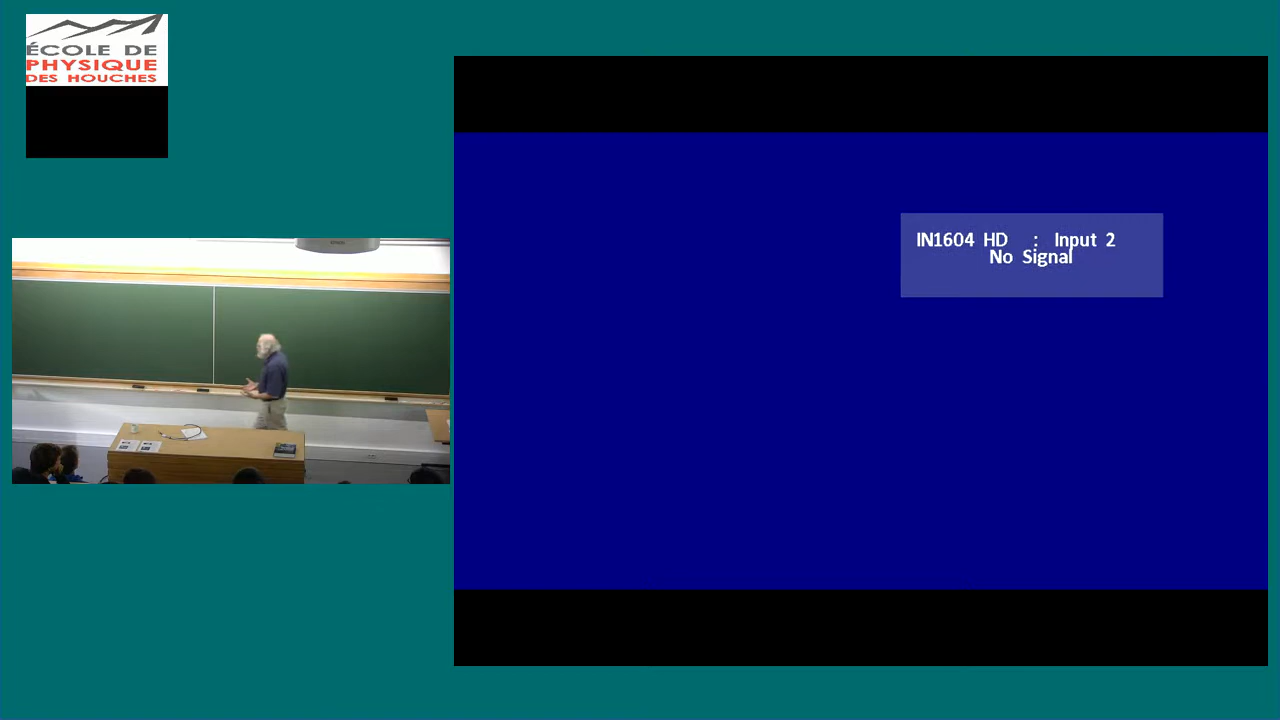 ÉCOLE DE
PHYSIQUE
DES HOUCHES
IN1604 HD : Input 2
No Signal